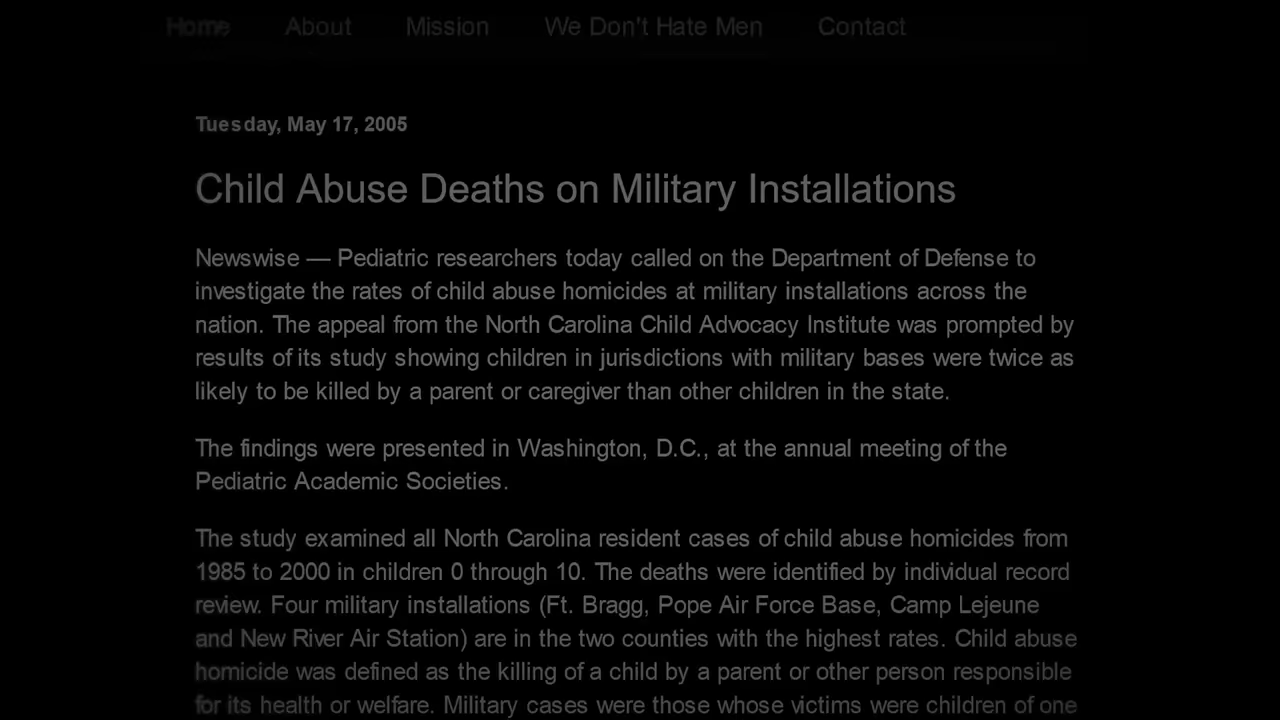 Home About Mission We Don't Hate Men Contact
Tuesday, May 17, 2005
Child Abuse Deaths on Military Installations
Newswise — Pediatric researchers today called on the Department of Defense to
investigate the rates of child abuse homicides at military installations across the
nation. The appeal from the North Carolina Child Advocacy Institute was prompted by
results of its study showing children in jurisdictions with military bases were twice as
likely to be killed by a parent or caregiver than other children in the state.
The findings were presented in Washington, D.C., at the annual meeting of the
Pediatric Academic Societies.
The study examined all North Carolina resident cases of child abuse homicides from
1985 to 2000 in children 0 through 10. The deaths were identified by individual record
review. Four military installations (Ft. Bragg, Pope Air Force Base, Camp Lejeune
and New River Air Station) are in the two counties with the highest rates. Child abuse
homicide was defined as the killing of a child by a parent or other person responsible
for its health or welfare. Military cases were those whose victims were children of one